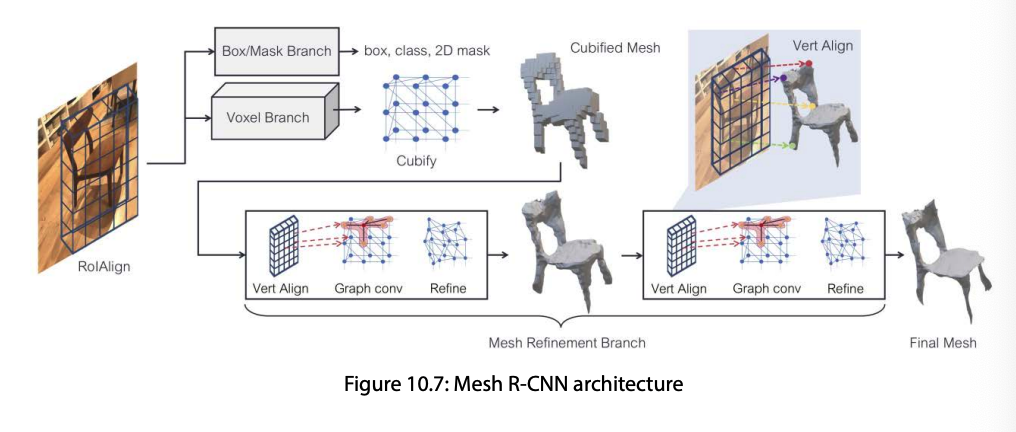 Box/Mask Branch
box, class, 2D mask
Cubified Mesh
Vert Align
Voxel Branch
Cubify
RoIAlign
Vert Align
Graph conv
Refine
Vert Align
Graph conv
Refine
Mesh Refinement Branch
Final Mesh
Figure 10.7: Mesh R-CNN architecture